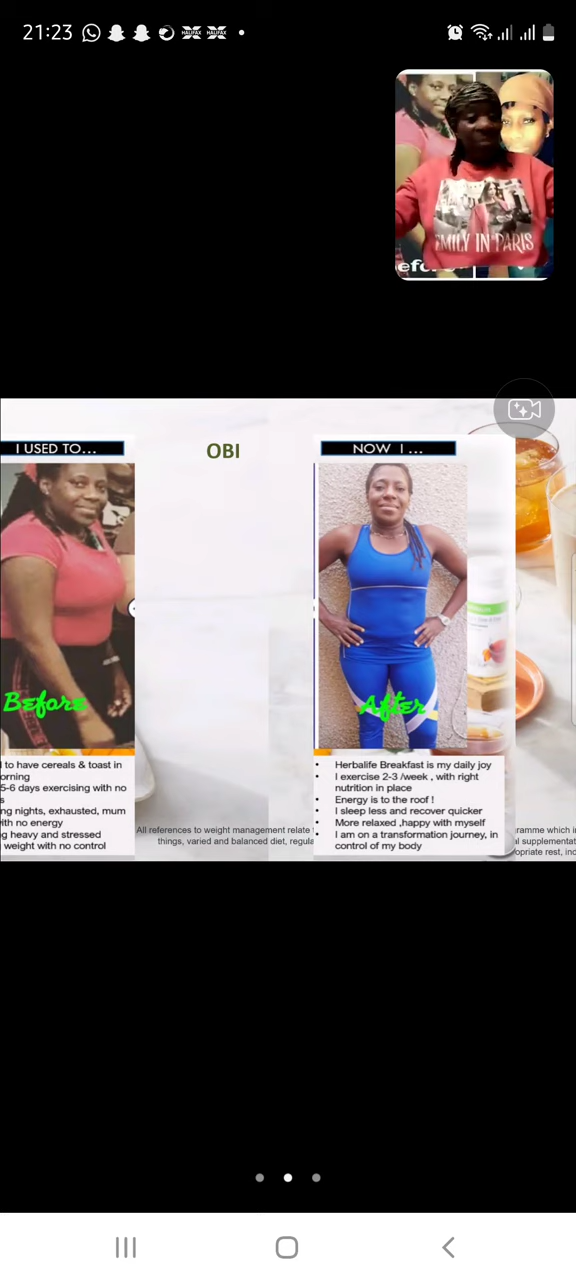 21:23
HALIFAX HALIFAX
EMILY IN PARIS
I USED TO...
OBI
NOW I ...
Before
After
to have cereals & toast in
orning
5-6 days exercising with no
s
ng nights, exhausted, mum
ith no energy
g heavy and stressed
weight with no control
All references to weight management relate
things, varied and balanced diet, regula
• Herbalife Breakfast is my daily joy
• I exercise 2-3 /week , with right
nutrition in place
• Energy is to the roof !
• I sleep less and recover quicker
• More relaxed ,happy with myself
• I am on a transformation journey, in
control of my body
ramme which i
l supplementat
opriate rest, inc